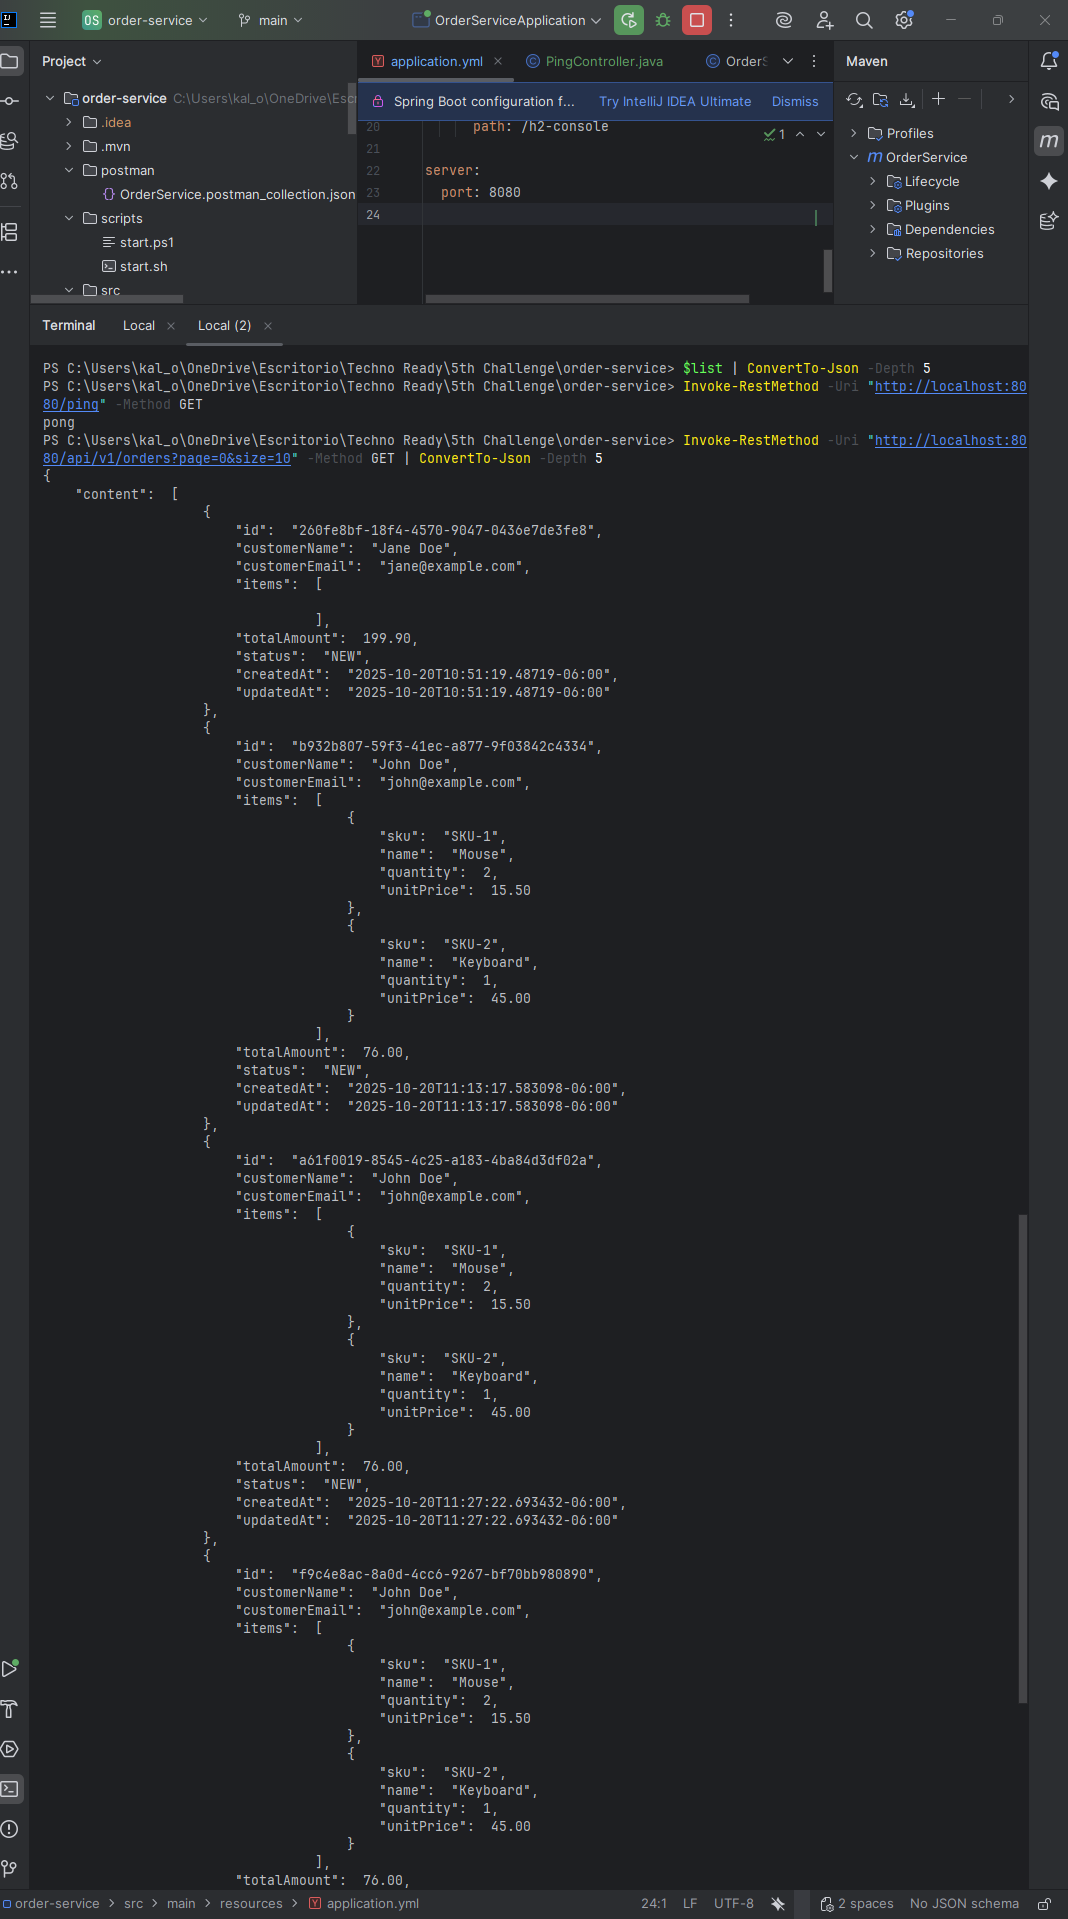 OS order-service main OrderServiceApplication
Project
application.yml PingController.java OrderS
Maven
order-service C:\Users\kal_o\OneDrive\Escr
.idea
.mvn
postman
OrderService.postman_collection.json
scripts
start.ps1
start.sh
src
Spring Boot configuration f... Try IntelliJ IDEA Ultimate Dismiss
20 path: /h2-console
1
21
22 server:
23 port: 8080
24
Profiles
OrderService
Lifecycle
Plugins
Dependencies
Repositories
Terminal Local Local (2)
PS C:\Users\kal_o\OneDrive\Escritorio\Techno Ready\5th Challenge\order-service> $list | ConvertTo-Json -Depth 5
PS C:\Users\kal_o\OneDrive\Escritorio\Techno Ready\5th Challenge\order-service> Invoke-RestMethod -Uri "http://localhost:80
80/ping" -Method GET
pong
PS C:\Users\kal_o\OneDrive\Escritorio\Techno Ready\5th Challenge\order-service> Invoke-RestMethod -Uri "http://localhost:80
80/api/v1/orders?page=0&size=10" -Method GET | ConvertTo-Json -Depth 5
{
"content": [
{
"id": "260fe8bf-18f4-4570-9047-0436e7de3fe8",
"customerName": "Jane Doe",
"customerEmail": "jane@example.com",
"items": [
],
"totalAmount": 199.90,
"status": "NEW",
"createdAt": "2025-10-20T10:51:19.48719-06:00",
"updatedAt": "2025-10-20T10:51:19.48719-06:00"
},
{
"id": "b932b807-59f3-41ec-a877-9f03842c4334",
"customerName": "John Doe",
"customerEmail": "john@example.com",
"items": [
{
"sku": "SKU-1",
"name": "Mouse",
"quantity": 2,
"unitPrice": 15.50
},
{
"sku": "SKU-2",
"name": "Keyboard",
"quantity": 1,
"unitPrice": 45.00
}
],
"totalAmount": 76.00,
"status": "NEW",
"createdAt": "2025-10-20T11:13:17.583098-06:00",
"updatedAt": "2025-10-20T11:13:17.583098-06:00"
},
{
"id": "a61f0019-8545-4c25-a183-4ba84d3df02a",
"customerName": "John Doe",
"customerEmail": "john@example.com",
"items": [
{
"sku": "SKU-1",
"name": "Mouse",
"quantity": 2,
"unitPrice": 15.50
},
{
"sku": "SKU-2",
"name": "Keyboard",
"quantity": 1,
"unitPrice": 45.00
}
],
"totalAmount": 76.00,
"status": "NEW",
"createdAt": "2025-10-20T11:27:22.693432-06:00",
"updatedAt": "2025-10-20T11:27:22.693432-06:00"
},
{
"id": "f9c4e8ac-8a0d-4cc6-9267-bf70bb980890",
"customerName": "John Doe",
"customerEmail": "john@example.com",
"items": [
{
"sku": "SKU-1",
"name": "Mouse",
"quantity": 2,
"unitPrice": 15.50
},
{
"sku": "SKU-2",
"name": "Keyboard",
"quantity": 1,
"unitPrice": 45.00
}
],
"totalAmount": 76.00,
order-service > src > main > resources > application.yml 24:1 LF UTF-8 2 spaces No JSON schema